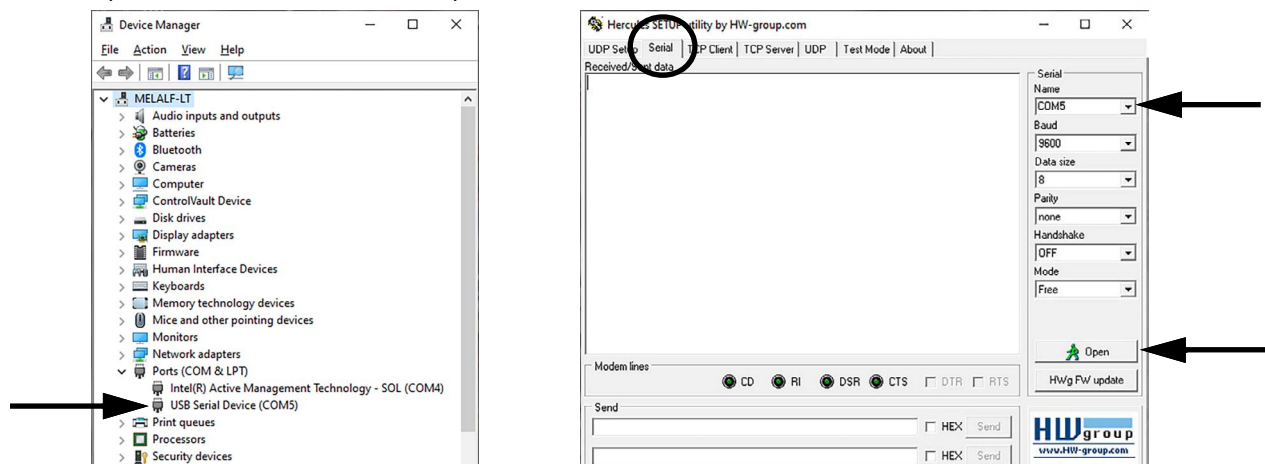 Device Manager
File Action View Help
MELALF-LT
Audio inputs and outputs
Batteries
Bluetooth
Cameras
Computer
ControlVault Device
Disk drives
Display adapters
Firmware
Human Interface Devices
Keyboards
Memory technology devices
Mice and other pointing devices
Monitors
Network adapters
Ports (COM & LPT)
Intel(R) Active Management Technology - SOL (COM4)
USB Serial Device (COM5)
Print queues
Processors
Security devices
Hercules SETUP utility by HW-group.com
UDP Setup Serial TCP Client TCP Server UDP Test Mode About
Received/Sent data
Serial
Name
COM5
Baud
9600
Data size
8
Parity
none
Handshake
OFF
Mode
Free
Open
HWg FW update
Modem lines
CD RI DSR CTS DTR RTS
Send
HEX Send
HEX Send
HWgroup
www.HW-group.com